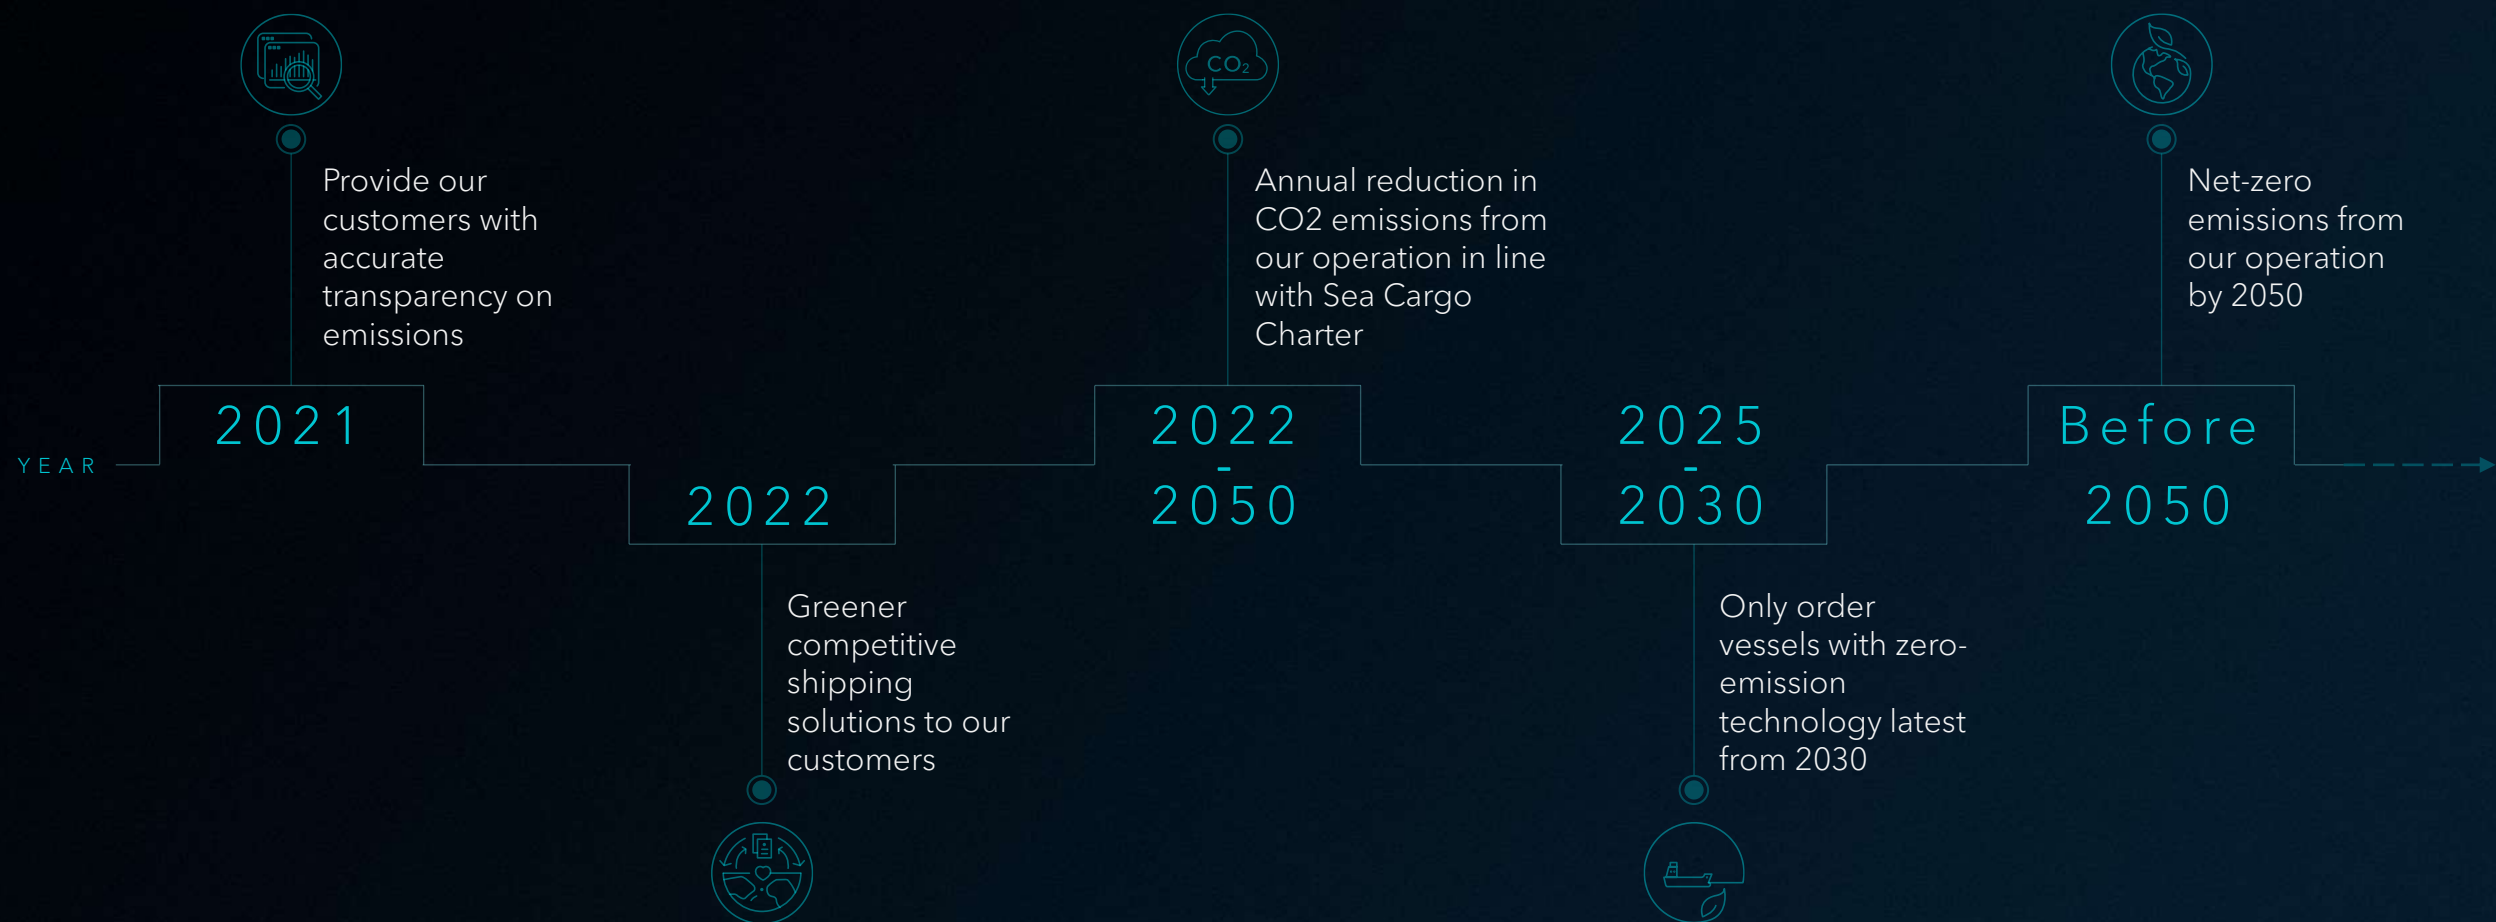 CO₂
Provide our
customers with
accurate
transparency on
emissions
Annual reduction in
CO2 emissions from
our operation in line
with Sea Cargo
Charter
Net-zero
emissions from
our operation
by 2050
YEAR
2021
2022
2022
-
2050
2025
-
2030
Before
2050
Greener
competitive
shipping
solutions to our
customers
Only order
vessels with zero-
emission
technology latest
from 2030